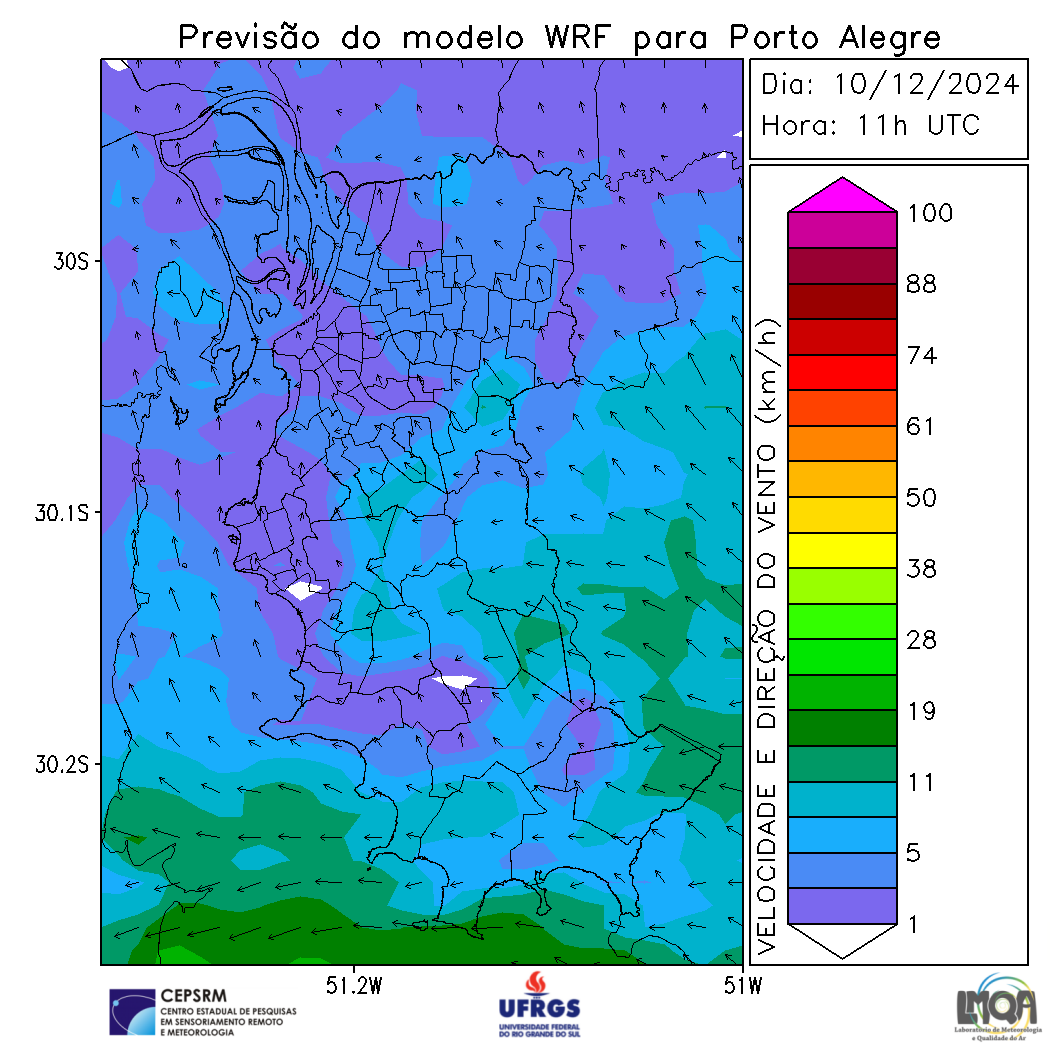 Previsão do modelo WRF para Porto Alegre
Dia: 10/12/2024
Hora: 11h UTC
30S
30.1S
30.2S
51.2W
51W
VELOCIDADE E DIREÇÃO DO VENTO (km/h)
100
88
74
61
50
38
28
19
11
5
1
CEPSRM
CENTRO ESTADUAL DE PESQUISAS
EM SENSORIAMENTO REMOTO
E METEOROLOGIA
UFRGS
UNIVERSIDADE FEDERAL
DO RIO GRANDE DO SUL
LMQA
Laboratório de Meteorologia
e Qualidade do Ar